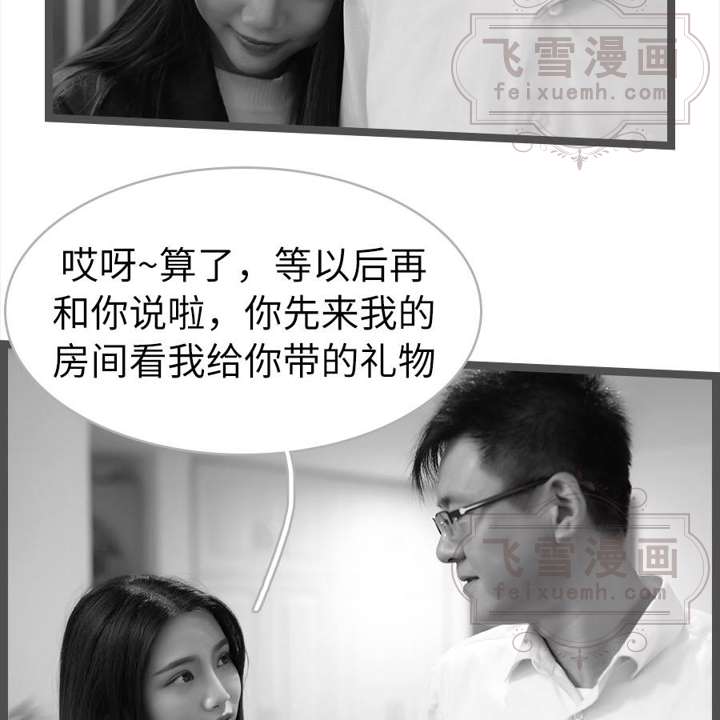 飞雪漫画
feixuemh.com
哎呀~算了，等以后再
和你说啦，你先来我的
房间看我给你带的礼物
飞雪漫画
feixuemh.com